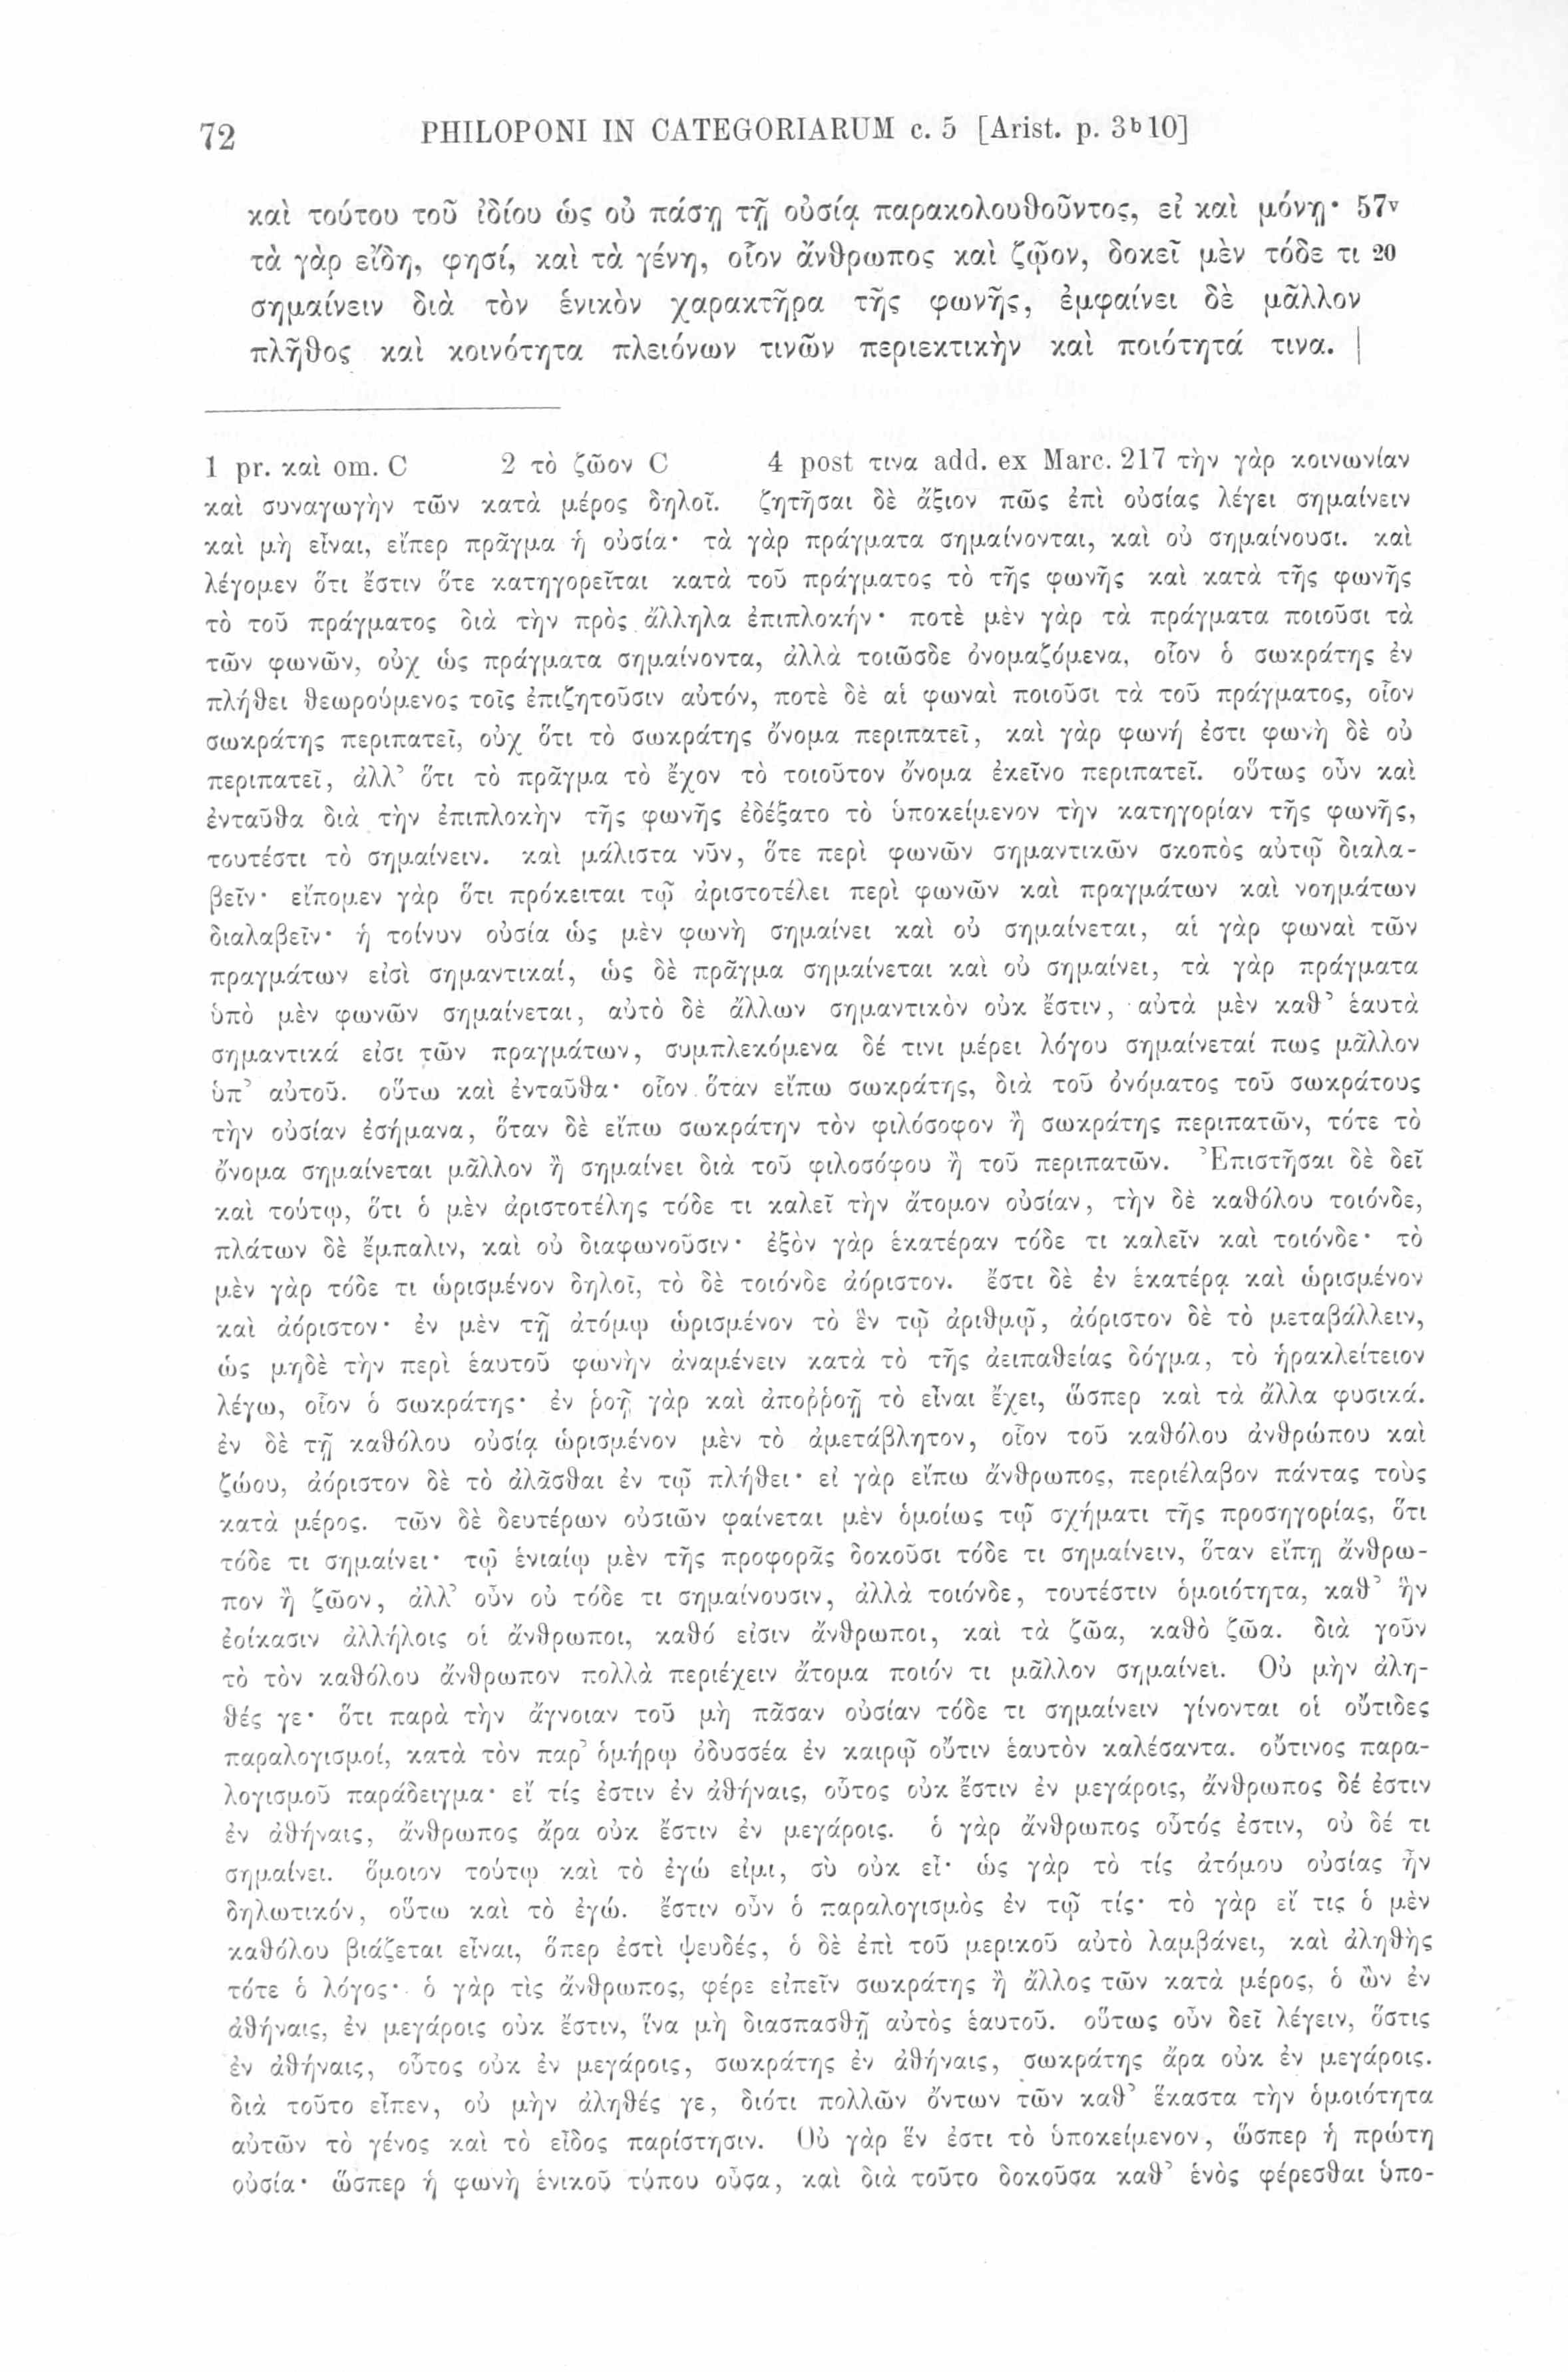 72 PHILOPONI IN CATEGORIARUM c. 5 [Arist. p. 3b10]
καὶ τούτου τοῦ ἰδίου ὡς οὐ πάσῃ τῇ οὐσίᾳ παρακολουθοῦντος, εἰ καὶ μόνῃ· 57v
τὰ γὰρ εἴδη, φησί, καὶ τὰ γένη, οἷον ἄνθρωπος καὶ ζῷον, δοκεῖ μὲν τόδε τι 20
σημαίνειν διὰ τὸν ἑνικὸν χαρακτῆρα τῆς φωνῆς, ἐμφαίνει δὲ μᾶλλον
πλῆθος καὶ κοινότητα πλειόνων τινῶν περιεκτικὴν καὶ ποιότητά τινα. |
1 pr. καὶ om. C 2 τὸ ζῶον C 4 post τινα add. ex Marc. 217 τὴν γὰρ κοινωνίαν
καὶ συναγωγὴν τῶν κατὰ μέρος δηλοῖ. ζητῆσαι δὲ ἄξιον πῶς ἐπὶ οὐσίας λέγει σημαίνειν
καὶ μὴ εἶναι, εἴπερ πρᾶγμα ἡ οὐσία· τὰ γὰρ πράγματα σημαίνονται, καὶ οὐ σημαίνουσι. καὶ
λέγομεν ὅτι ἔστιν ὅτε κατηγορεῖται κατὰ τοῦ πράγματος τὸ τῆς φωνῆς καὶ κατὰ τῆς φωνῆς
τὸ τοῦ πράγματος διὰ τὴν πρὸς ἄλληλα ἐπιπλοκήν· ποτὲ μὲν γὰρ τὰ πράγματα ποιοῦσι τὰ
τῶν φωνῶν, οὐχ ὡς πράγματα σημαίνοντα, ἀλλὰ τοιῶσδε ὀνομαζόμενα, οἷον ὁ σωκράτης ἐν
πλήθει θεωρούμενος τοῖς ἐπιζητοῦσιν αὐτόν, ποτὲ δὲ αἱ φωναὶ ποιοῦσι τὰ τοῦ πράγματος, οἷον
σωκράτης περιπατεῖ, οὐχ ὅτι τὸ σωκράτης ὄνομα περιπατεῖ, καὶ γὰρ φωνή ἐστι φωνὴ δὲ οὐ
περιπατεῖ, ἀλλ᾽ ὅτι τὸ πρᾶγμα τὸ ἔχον τὸ τοιοῦτον ὄνομα ἐκεῖνο περιπατεῖ. οὕτως οὖν καὶ
ἐνταῦθα διὰ τὴν ἐπιπλοκὴν τῆς φωνῆς ἐδέξατο τὸ ὑποκείμενον τὴν κατηγορίαν τῆς φωνῆς,
τουτέστι τὸ σημαίνειν. καὶ μάλιστα νῦν, ὅτε περὶ φωνῶν σημαντικῶν σκοπὸς αὐτῷ διαλα-
βεῖν· εἴπομεν γὰρ ὅτι πρόκειται τῷ ἀριστοτέλει περὶ φωνῶν καὶ πραγμάτων καὶ νοημάτων
διαλαβεῖν· ἡ τοίνυν οὐσία ὡς μὲν φωνὴ σημαίνει καὶ οὐ σημαίνεται, αἱ γὰρ φωναὶ τῶν
πραγμάτων εἰσὶ σημαντικαί, ὡς δὲ πρᾶγμα σημαίνεται καὶ οὐ σημαίνει, τὰ γὰρ πράγματα
ὑπὸ μὲν φωνῶν σημαίνεται, αὐτὸ δὲ ἄλλων σημαντικὸν οὐκ ἔστιν, αὐτὰ μὲν καθ᾽ ἑαυτὰ
σημαντικά εἰσι τῶν πραγμάτων, συμπλεκόμενα δέ τινι μέρει λόγου σημαίνεταί πως μᾶλλον
ὑπ᾽ αὐτοῦ. οὕτω καὶ ἐνταῦθα· οἷον ὅταν εἴπω σωκράτης, διὰ τοῦ ὀνόματος τοῦ σωκράτους
τὴν οὐσίαν ἐσήμανα, ὅταν δὲ εἴπω σωκράτην τὸν φιλόσοφον ἢ σωκράτης περιπατῶν, τότε τὸ
ὄνομα σημαίνεται μᾶλλον ἢ σημαίνει διὰ τοῦ φιλοσόφου ἢ τοῦ περιπατῶν. Ἐπιστῆσαι δὲ δεῖ
καὶ τούτῳ, ὅτι ὁ μὲν ἀριστοτέλης τόδε τι καλεῖ τὴν ἄτομον οὐσίαν, τὴν δὲ καθόλου τοιόνδε,
πλάτων δὲ ἔμπαλιν, καὶ οὐ διαφωνοῦσιν· ἐξὸν γὰρ ἑκατέραν τόδε τι καλεῖν καὶ τοιόνδε· τὸ
μὲν γὰρ τόδε τι ὡρισμένον δηλοῖ, τὸ δὲ τοιόνδε ἀόριστον. ἔστι δὲ ἐν ἑκατέρᾳ καὶ ὡρισμένον
καὶ ἀόριστον· ἐν μὲν τῇ ἀτόμῳ ὡρισμένον τὸ ἓν τῷ ἀριθμῷ, ἀόριστον δὲ τὸ μεταβάλλειν,
ὡς μηδὲ τὴν περὶ ἑαυτοῦ φωνὴν ἀναμένειν κατὰ τὸ τῆς ἀειπαθείας δόγμα, τὸ ἡρακλείτειον
λέγω, οἷον ὁ σωκράτης· ἐν ῥοῇ γὰρ καὶ ἀποῤῥοῇ τὸ εἶναι ἔχει, ὥσπερ καὶ τὰ ἄλλα φυσικά.
ἐν δὲ τῇ καθόλου οὐσίᾳ ὡρισμένον μὲν τὸ ἀμετάβλητον, οἷον τοῦ καθόλου ἀνθρώπου καὶ
ζώου, ἀόριστον δὲ τὸ ἀλᾶσθαι ἐν τῷ πλήθει· εἰ γὰρ εἴπω ἄνθρωπος, περιέλαβον πάντας τοὺς
κατὰ μέρος. τῶν δὲ δευτέρων οὐσιῶν φαίνεται μὲν ὁμοίως τῷ σχήματι τῆς προσηγορίας, ὅτι
τόδε τι σημαίνει· τῷ ἑνιαίῳ μὲν τῆς προφορᾶς δοκοῦσι τόδε τι σημαίνειν, ὅταν εἴπῃ ἄνθρω-
πον ἢ ζῶον, ἀλλ᾽ οὖν οὐ τόδε τι σημαίνουσιν, ἀλλὰ τοιόνδε, τουτέστιν ὁμοιότητα, καθ᾽ ἣν
ἐοίκασιν ἀλλήλοις οἱ ἄνθρωποι, καθό εἰσιν ἄνθρωποι, καὶ τὰ ζῶα, καθὸ ζῶα. διὰ γοῦν
τὸ τὸν καθόλου ἄνθρωπον πολλὰ περιέχειν ἄτομα ποιόν τι μᾶλλον σημαίνει. Οὐ μὴν ἀλη-
θές γε· ὅτι παρὰ τὴν ἄγνοιαν τοῦ μὴ πᾶσαν οὐσίαν τόδε τι σημαίνειν γίνονται οἱ οὔτιδες
παραλογισμοί, κατὰ τὸν παρ᾽ ὁμήρῳ ὀδυσσέα ἐν καιρῷ οὔτιν ἑαυτὸν καλέσαντα. οὔτινος παρα-
λογισμοῦ παράδειγμα· εἴ τίς ἐστιν ἐν ἀθήναις, οὗτος οὐκ ἔστιν ἐν μεγάροις, ἄνθρωπος δέ ἐστιν
ἐν ἀθήναις, ἄνθρωπος ἄρα οὐκ ἔστιν ἐν μεγάροις. ὁ γὰρ ἄνθρωπος οὗτός ἐστιν, οὐ δέ τι
σημαίνει. ὅμοιον τούτῳ καὶ τὸ ἐγώ εἰμι, σὺ οὐκ εἶ· ὡς γὰρ τὸ τίς ἀτόμου οὐσίας ἦν
δηλωτικόν, οὕτω καὶ τὸ ἐγώ. ἔστιν οὖν ὁ παραλογισμὸς ἐν τῷ τίς· τὸ γὰρ εἴ τις ὁ μὲν
καθόλου βιάζεται εἶναι, ὅπερ ἐστὶ ψευδές, ὁ δὲ ἐπὶ τοῦ μερικοῦ αὐτὸ λαμβάνει, καὶ ἀληθὴς
τότε ὁ λόγος· ὁ γὰρ τὶς ἄνθρωπος, φέρε εἰπεῖν σωκράτης ἢ ἄλλος τῶν κατὰ μέρος, ὁ ὢν ἐν
ἀθήναις, ἐν μεγάροις οὐκ ἔστιν, ἵνα μὴ διασπασθῇ αὐτὸς ἑαυτοῦ. οὕτως οὖν δεῖ λέγειν, ὅστις
ἐν ἀθήναις, οὗτος οὐκ ἐν μεγάροις, σωκράτης ἐν ἀθήναις, σωκράτης ἄρα οὐκ ἐν μεγάροις.
διὰ τοῦτο εἶπεν, οὐ μὴν ἀληθές γε, διότι πολλῶν ὄντων τῶν καθ᾽ ἕκαστα τὴν ὁμοιότητα
αὐτῶν τὸ γένος καὶ τὸ εἶδος παρίστησιν. Οὐ γὰρ ἕν ἐστι τὸ ὑποκείμενον, ὥσπερ ἡ πρώτη
οὐσία· ὥσπερ ἡ φωνὴ ἑνικοῦ τύπου οὖσα, καὶ διὰ τοῦτο δοκοῦσα καθ᾽ ἑνὸς φέρεσθαι ὑπο-